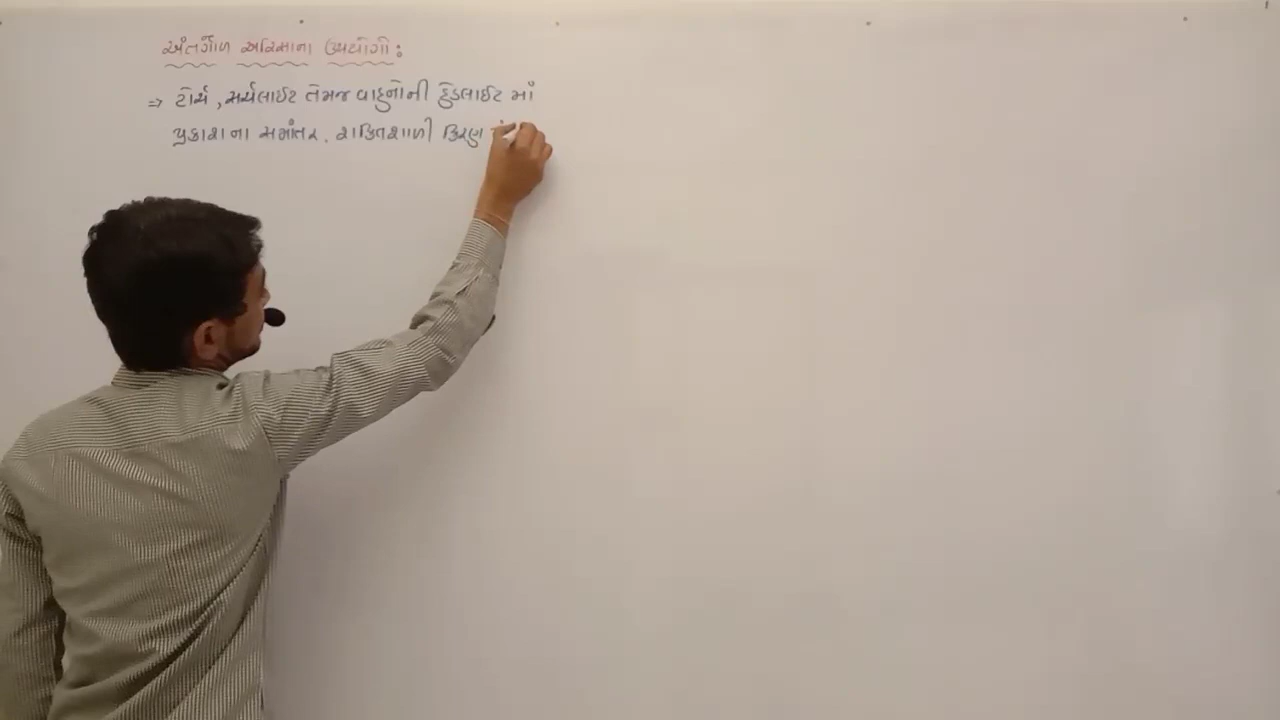 અંતર્ગોળ અરિસાના ઉપયોગો :
⇒ ટોર્ચ, સર્ચલાઈટ તેમજ વાહનોની હેડલાઈટ માં
પ્રકાશના સમાંતર, શક્તિશાળી કિરણ